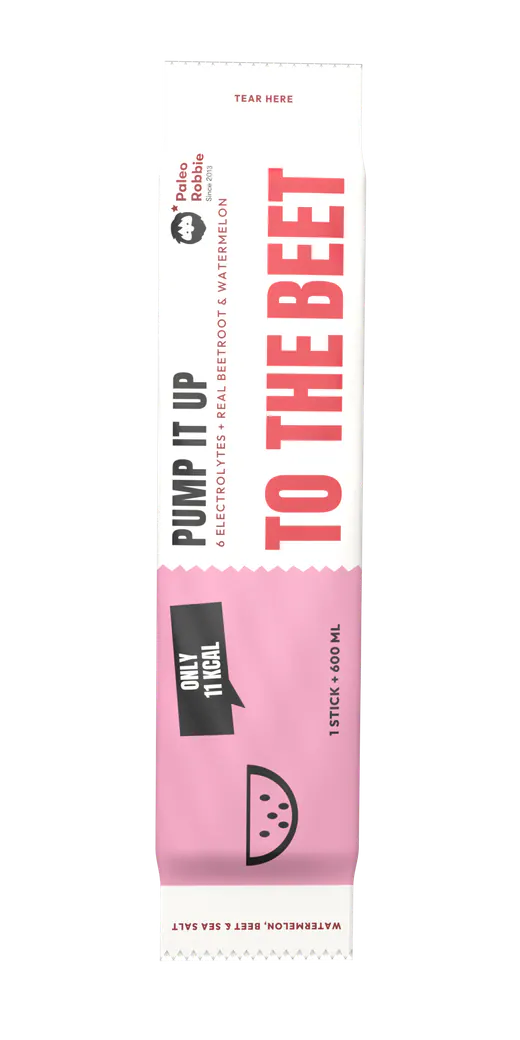 TEAR HERE
Paleo
Robbie
Since 2013
PUMP IT UP
6 ELECTROLYTES + REAL BEETROOT & WATERMELON
TO THE BEET
ONLY
11 KCAL
1 STICK + 600 ML
WATERMELON, BEET & SEA SALT